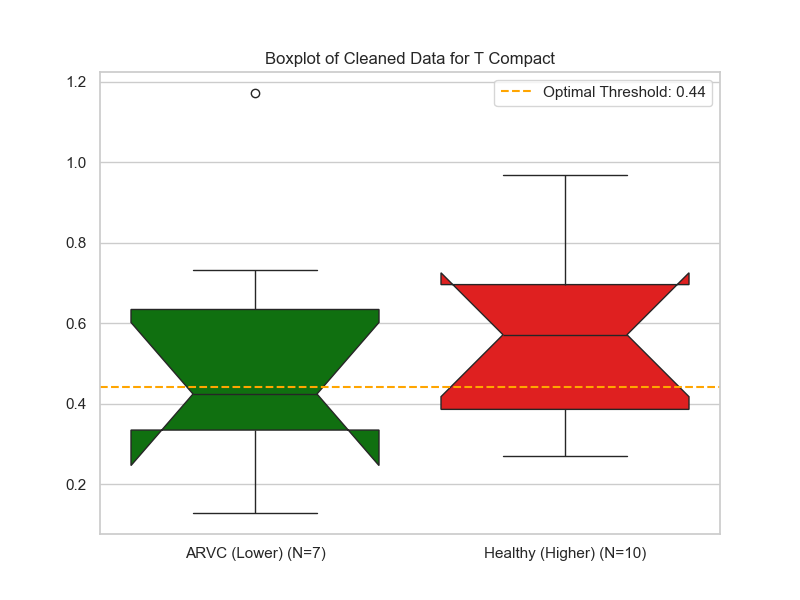 Boxplot of Cleaned Data for T Compact
Optimal Threshold: 0.44
1.2
1.0
0.8
0.6
0.4
0.2
ARVC (Lower) (N=7)
Healthy (Higher) (N=10)